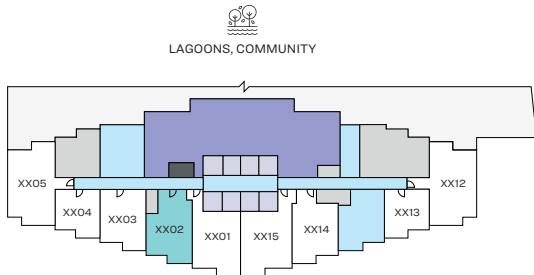 LAGOONS, COMMUNITY
XX05
XX12
XX04
XX03
XX02
XX01
XX15
XX14
XX13